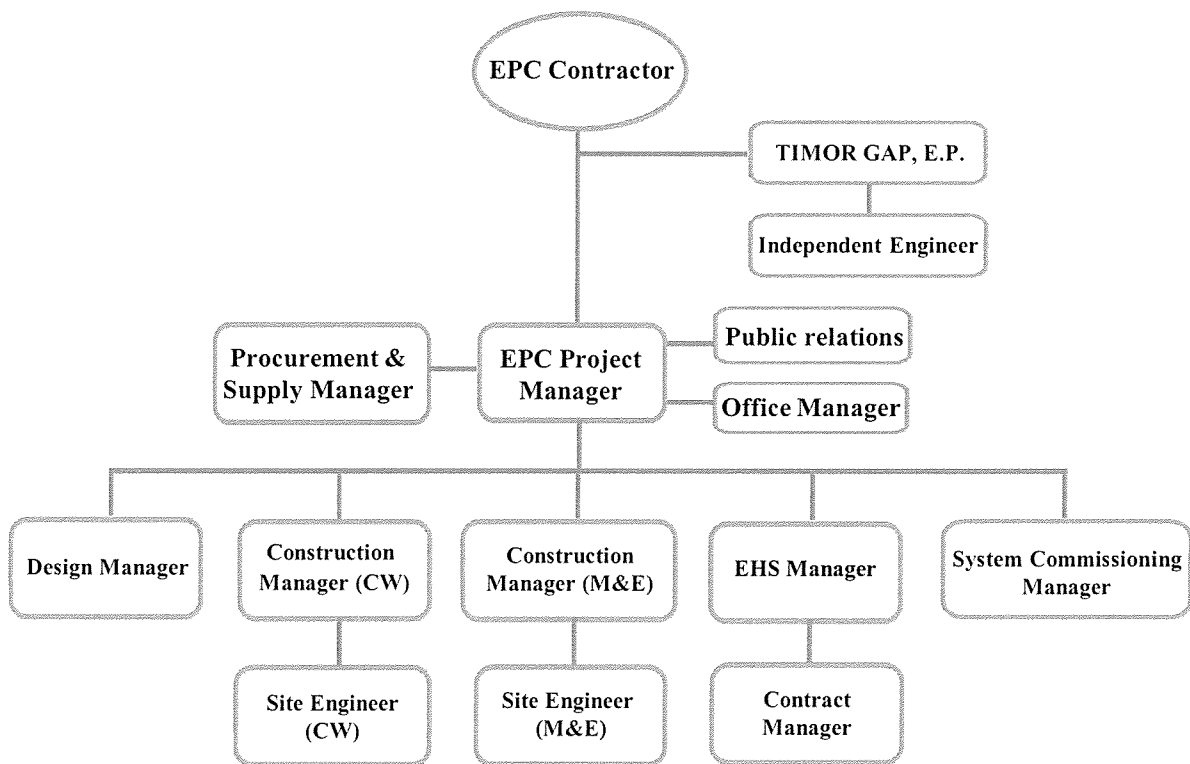 EPC Contractor
TIMOR GAP, E.P.
Independent Engineer
Public relations
Procurement &
Supply Manager
EPC Project
Manager
Office Manager
Design Manager
Construction
Manager (CW)
Construction
Manager (M&E)
EHS Manager
System Commissioning
Manager
Site Engineer
(CW)
Site Engineer
(M&E)
Contract
Manager